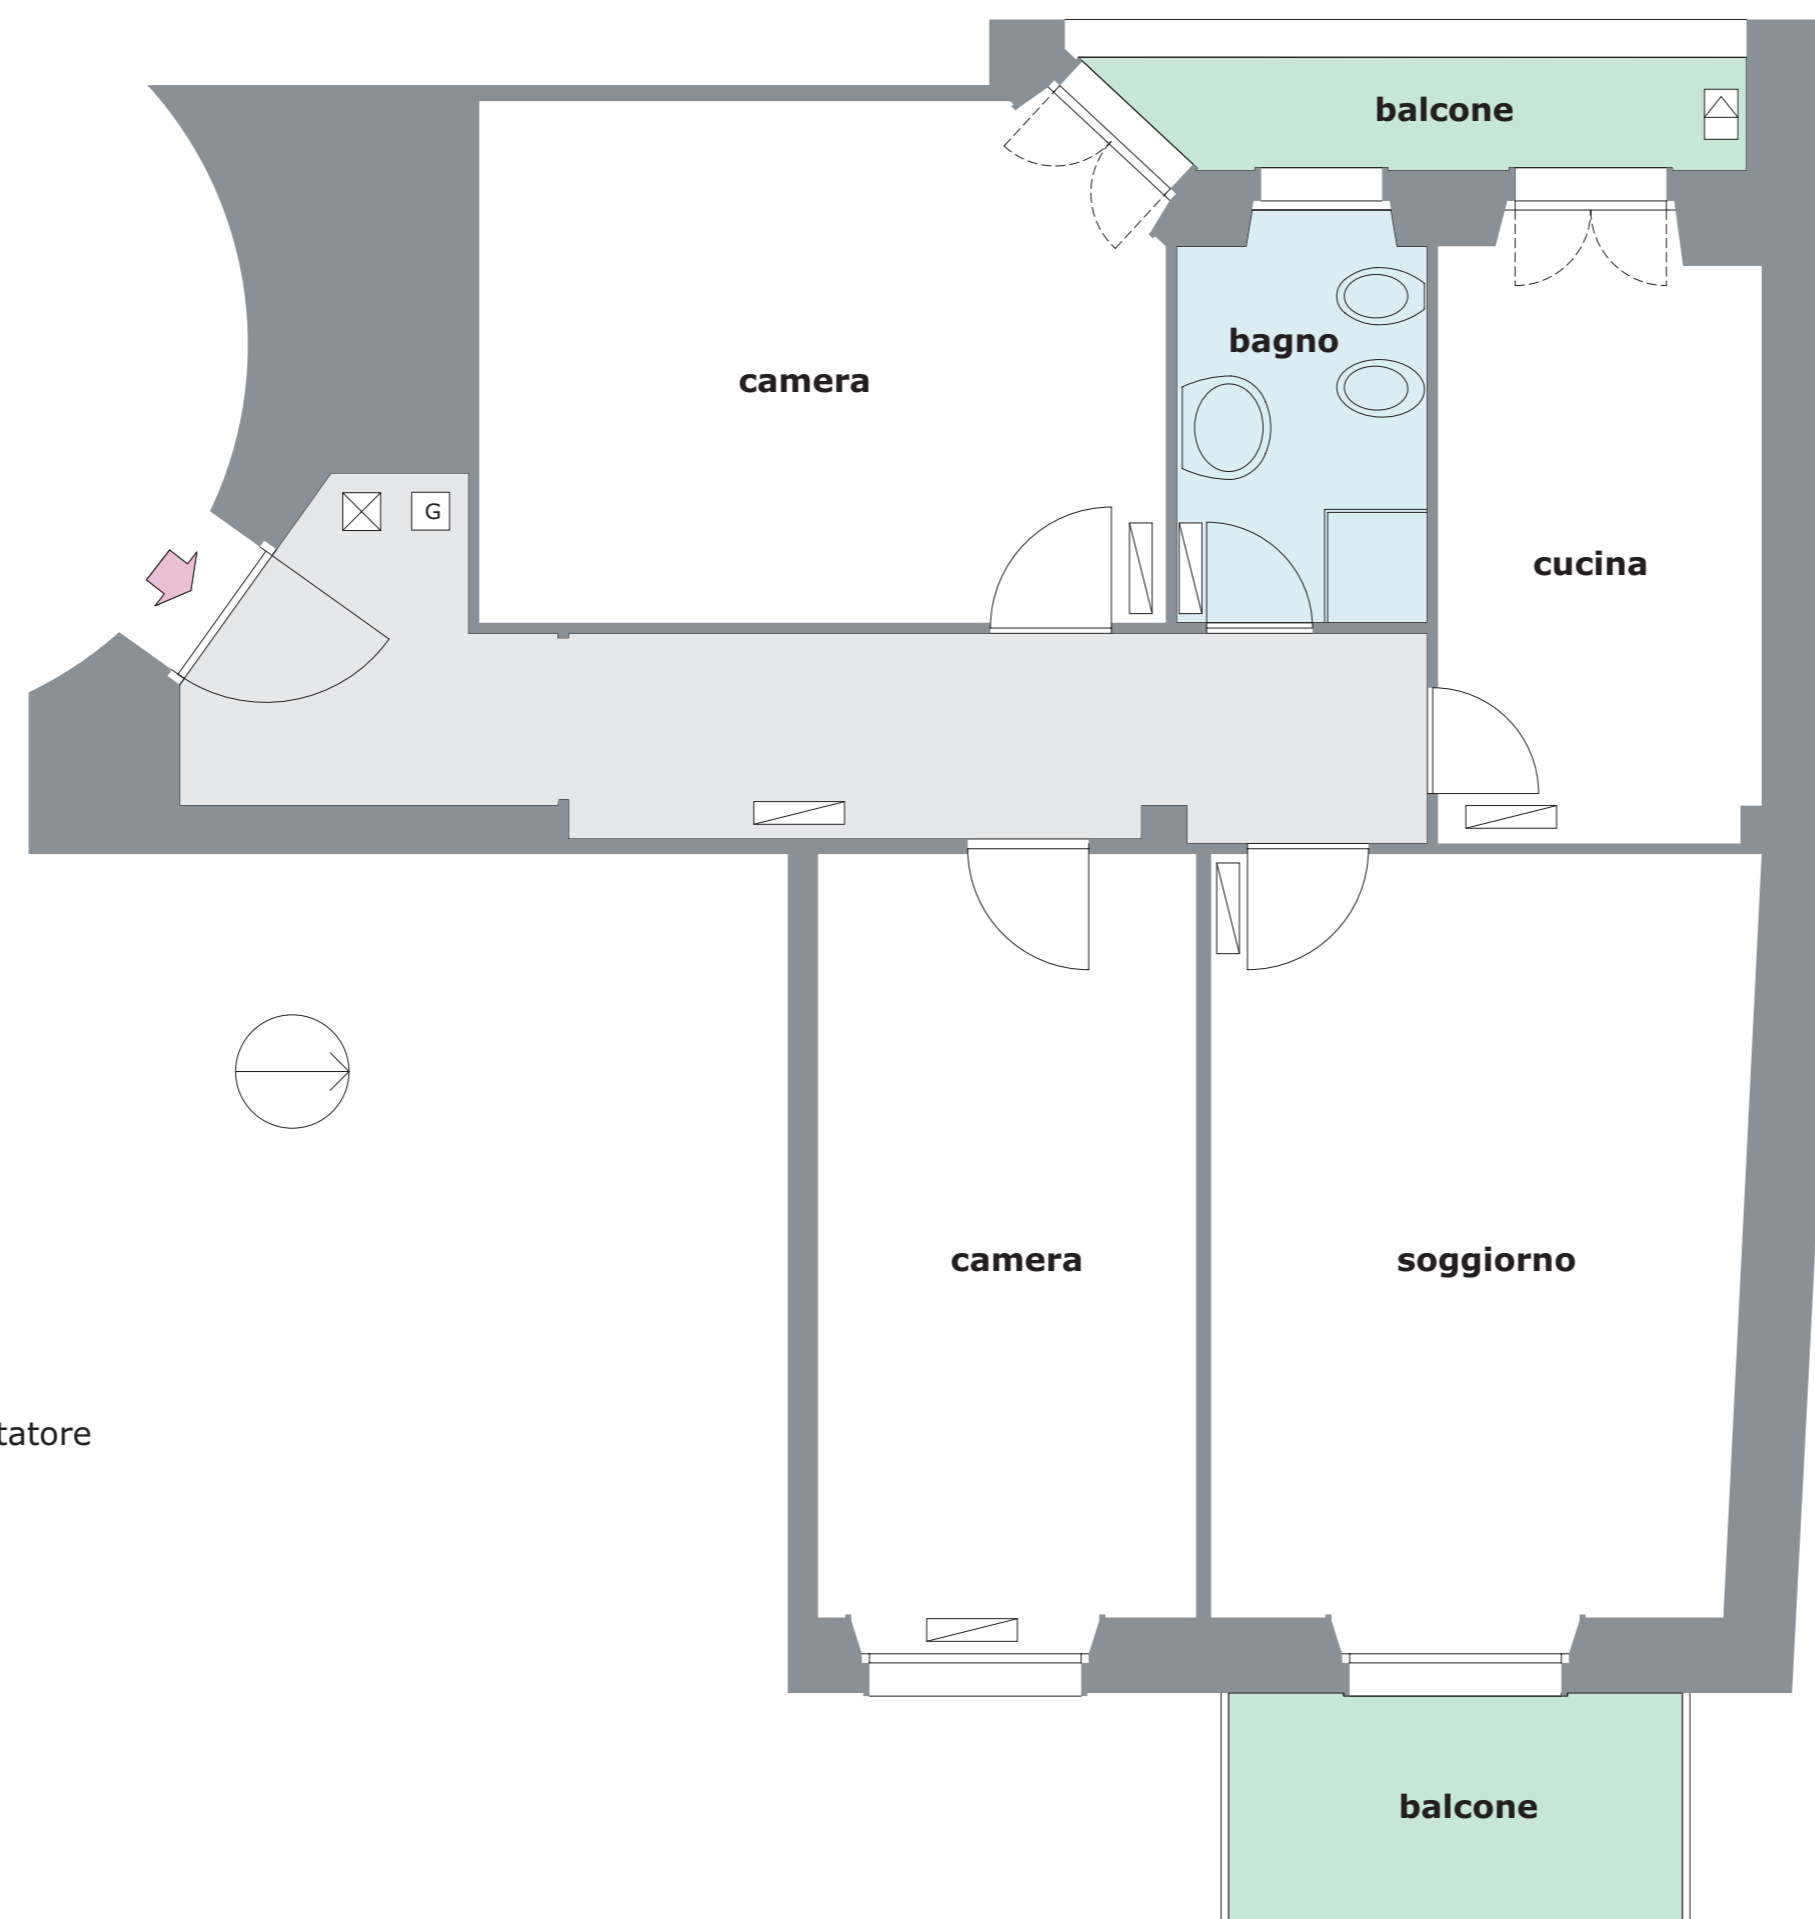 balcone
bagno
camera
G
cucina
camera
soggiorno
tatore
balcone